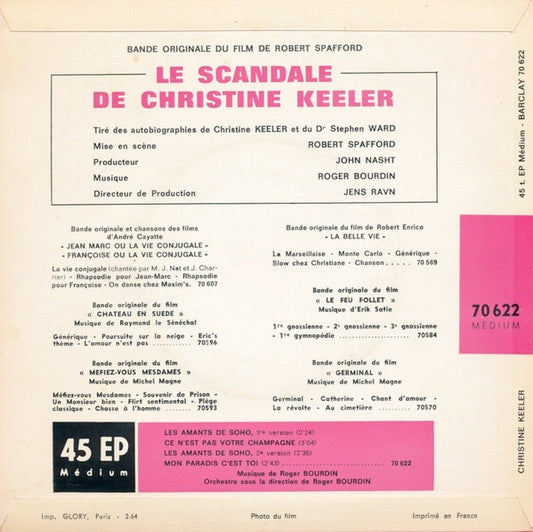 BANDE ORIGINALE DU FILM DE ROBERT SPAFFORD
LE SCANDALE
DE CHRISTINE KEELER
Tiré des autobiographies de Christine KEELER et du Dr Stephen WARD
Mise en scène ROBERT SPAFFORD
Producteur JOHN NASHT
Musique ROGER BOURDIN
Directeur de Production JENS RAVN
Bande originale et chansons des films
d'André Cayatte
- JEAN MARC OU LA VIE CONJUGALE -
- FRANÇOISE OU LA VIE CONJUGALE -
La vie conjugale (chantée par M. J. Nat et J. Char-
rier) - Rhapsodie pour Jean-Marc - Rhapsodie
pour Françoise - On danse chez Maxim's. 70 607
Bande originale du film
« CHATEAU EN SUEDE »
Musique de Raymond le Sénéchal
Générique - Poursuite sur la neige - Eric's
thème - L'amour n'est pas ......... 70596
Bande originale du film
« MEFIEZ-VOUS MESDAMES »
Musique de Michel Magne
Méfiez-vous Mesdames - Souvenir de Prison -
Un Monsieur bien - Flirt sentimental - Piège
classique - Chasse à l'homme ........ 70593
Bande originale du film de Robert Enrico
- LA BELLE VIE -
La Marseillaise - Monte Carlo - Générique -
Slow chez Christiane - Chanson ..... 70 569
Bande originale du film
« LE FEU FOLLET »
Musique d'Erik Satie
1re gnossienne - 2e gnossienne - 3e gnossienne
- 1re gymnopédie ................ 70584
Bande originale du film
« GERMINAL »
Musique de Michel Magne
Germinal - Catherine - Chant d'amour -
La révolte - Au cimetière .......... 70570
45 EP
Médium
LES AMANTS DE SOHO, 1re version (2'24)
CE N'EST PAS VOTRE CHAMPAGNE (3'04)
LES AMANTS DE SOHO, 2e version (2'35)
MON PARADIS C'EST TOI (2'43) ........ 70 622
Musique de Roger BOURDIN
Orchestre sous la direction de Roger BOURDIN
Imp. GLORY, Paris - 2-64
Photo du film
Imprimé en France
45 t. EP Médium - BARCLAY 70 622
70 622
MEDIUM
CHRISTINE KEELER